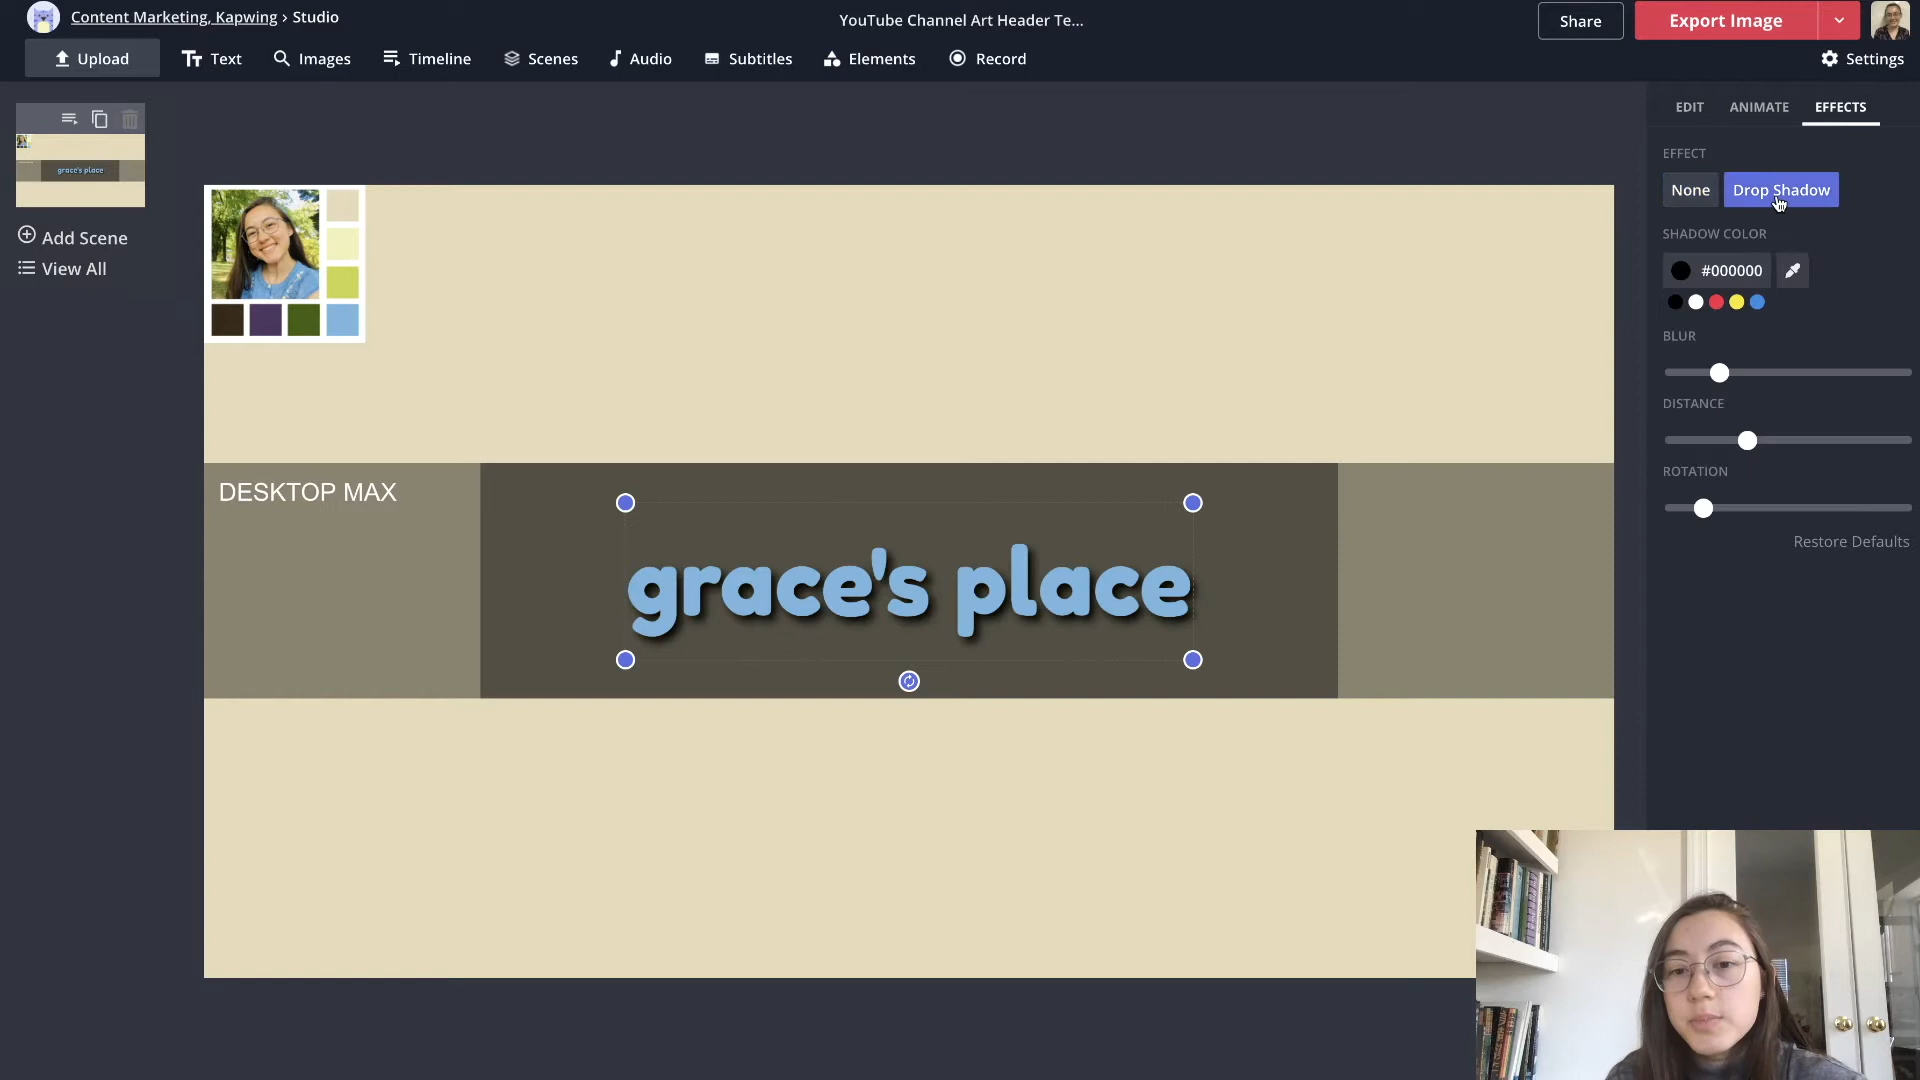 Content Marketing, Kapwing › Studio
YouTube Channel Art Header Te...
Share
Export Image
Upload
Text
Images
Timeline
Scenes
Audio
Subtitles
Elements
Record
Settings
EDIT
ANIMATE
EFFECTS
grace's place
Add Scene
View All
EFFECT
None
Drop Shadow
SHADOW COLOR
#000000
BLUR
DISTANCE
ROTATION
Restore Defaults
DESKTOP MAX
grace's place